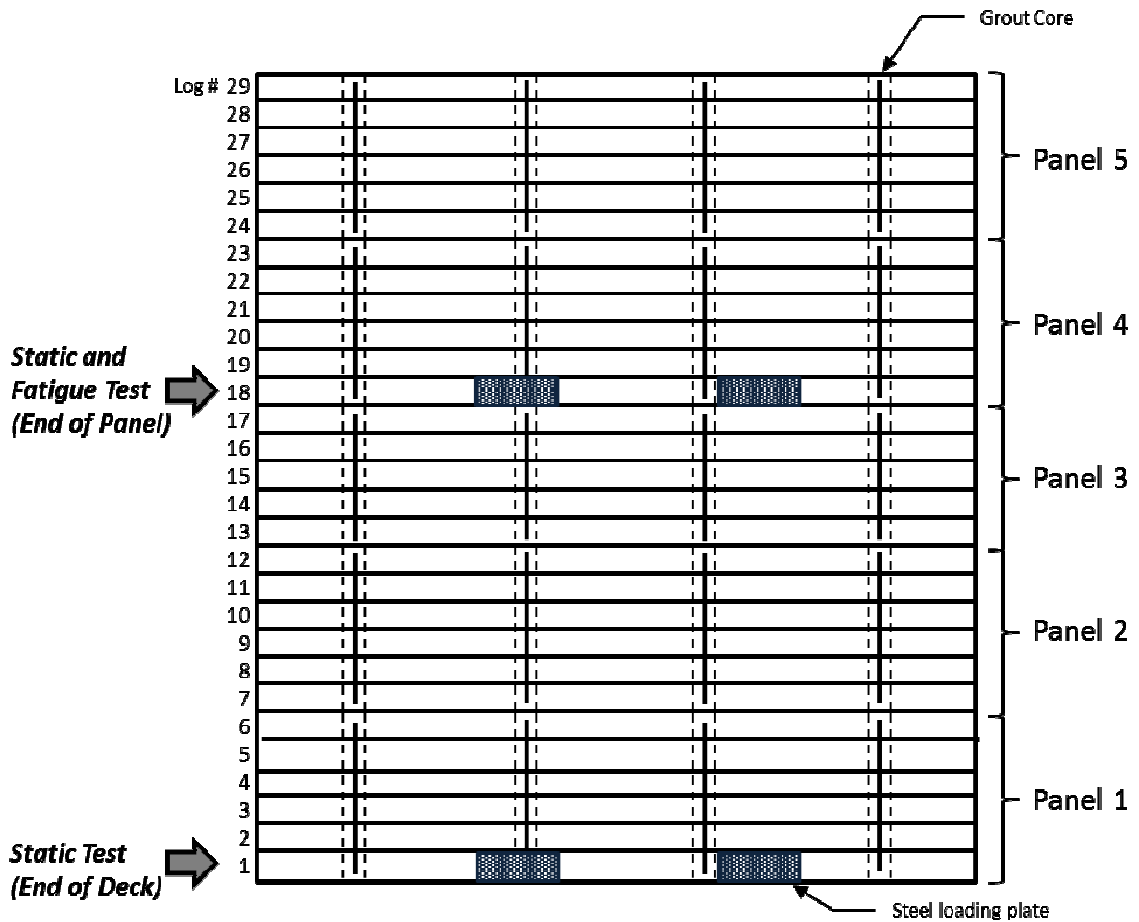 Grout Core
Log # 29
28
27
26
25
24
23
22
21
20
19
18
17
16
15
14
13
12
11
10
9
8
7
6
5
4
3
2
1
Panel 5
Panel 4
Panel 3
Panel 2
Panel 1
Static and
Fatigue Test
(End of Panel)
Static Test
(End of Deck)
Steel loading plate